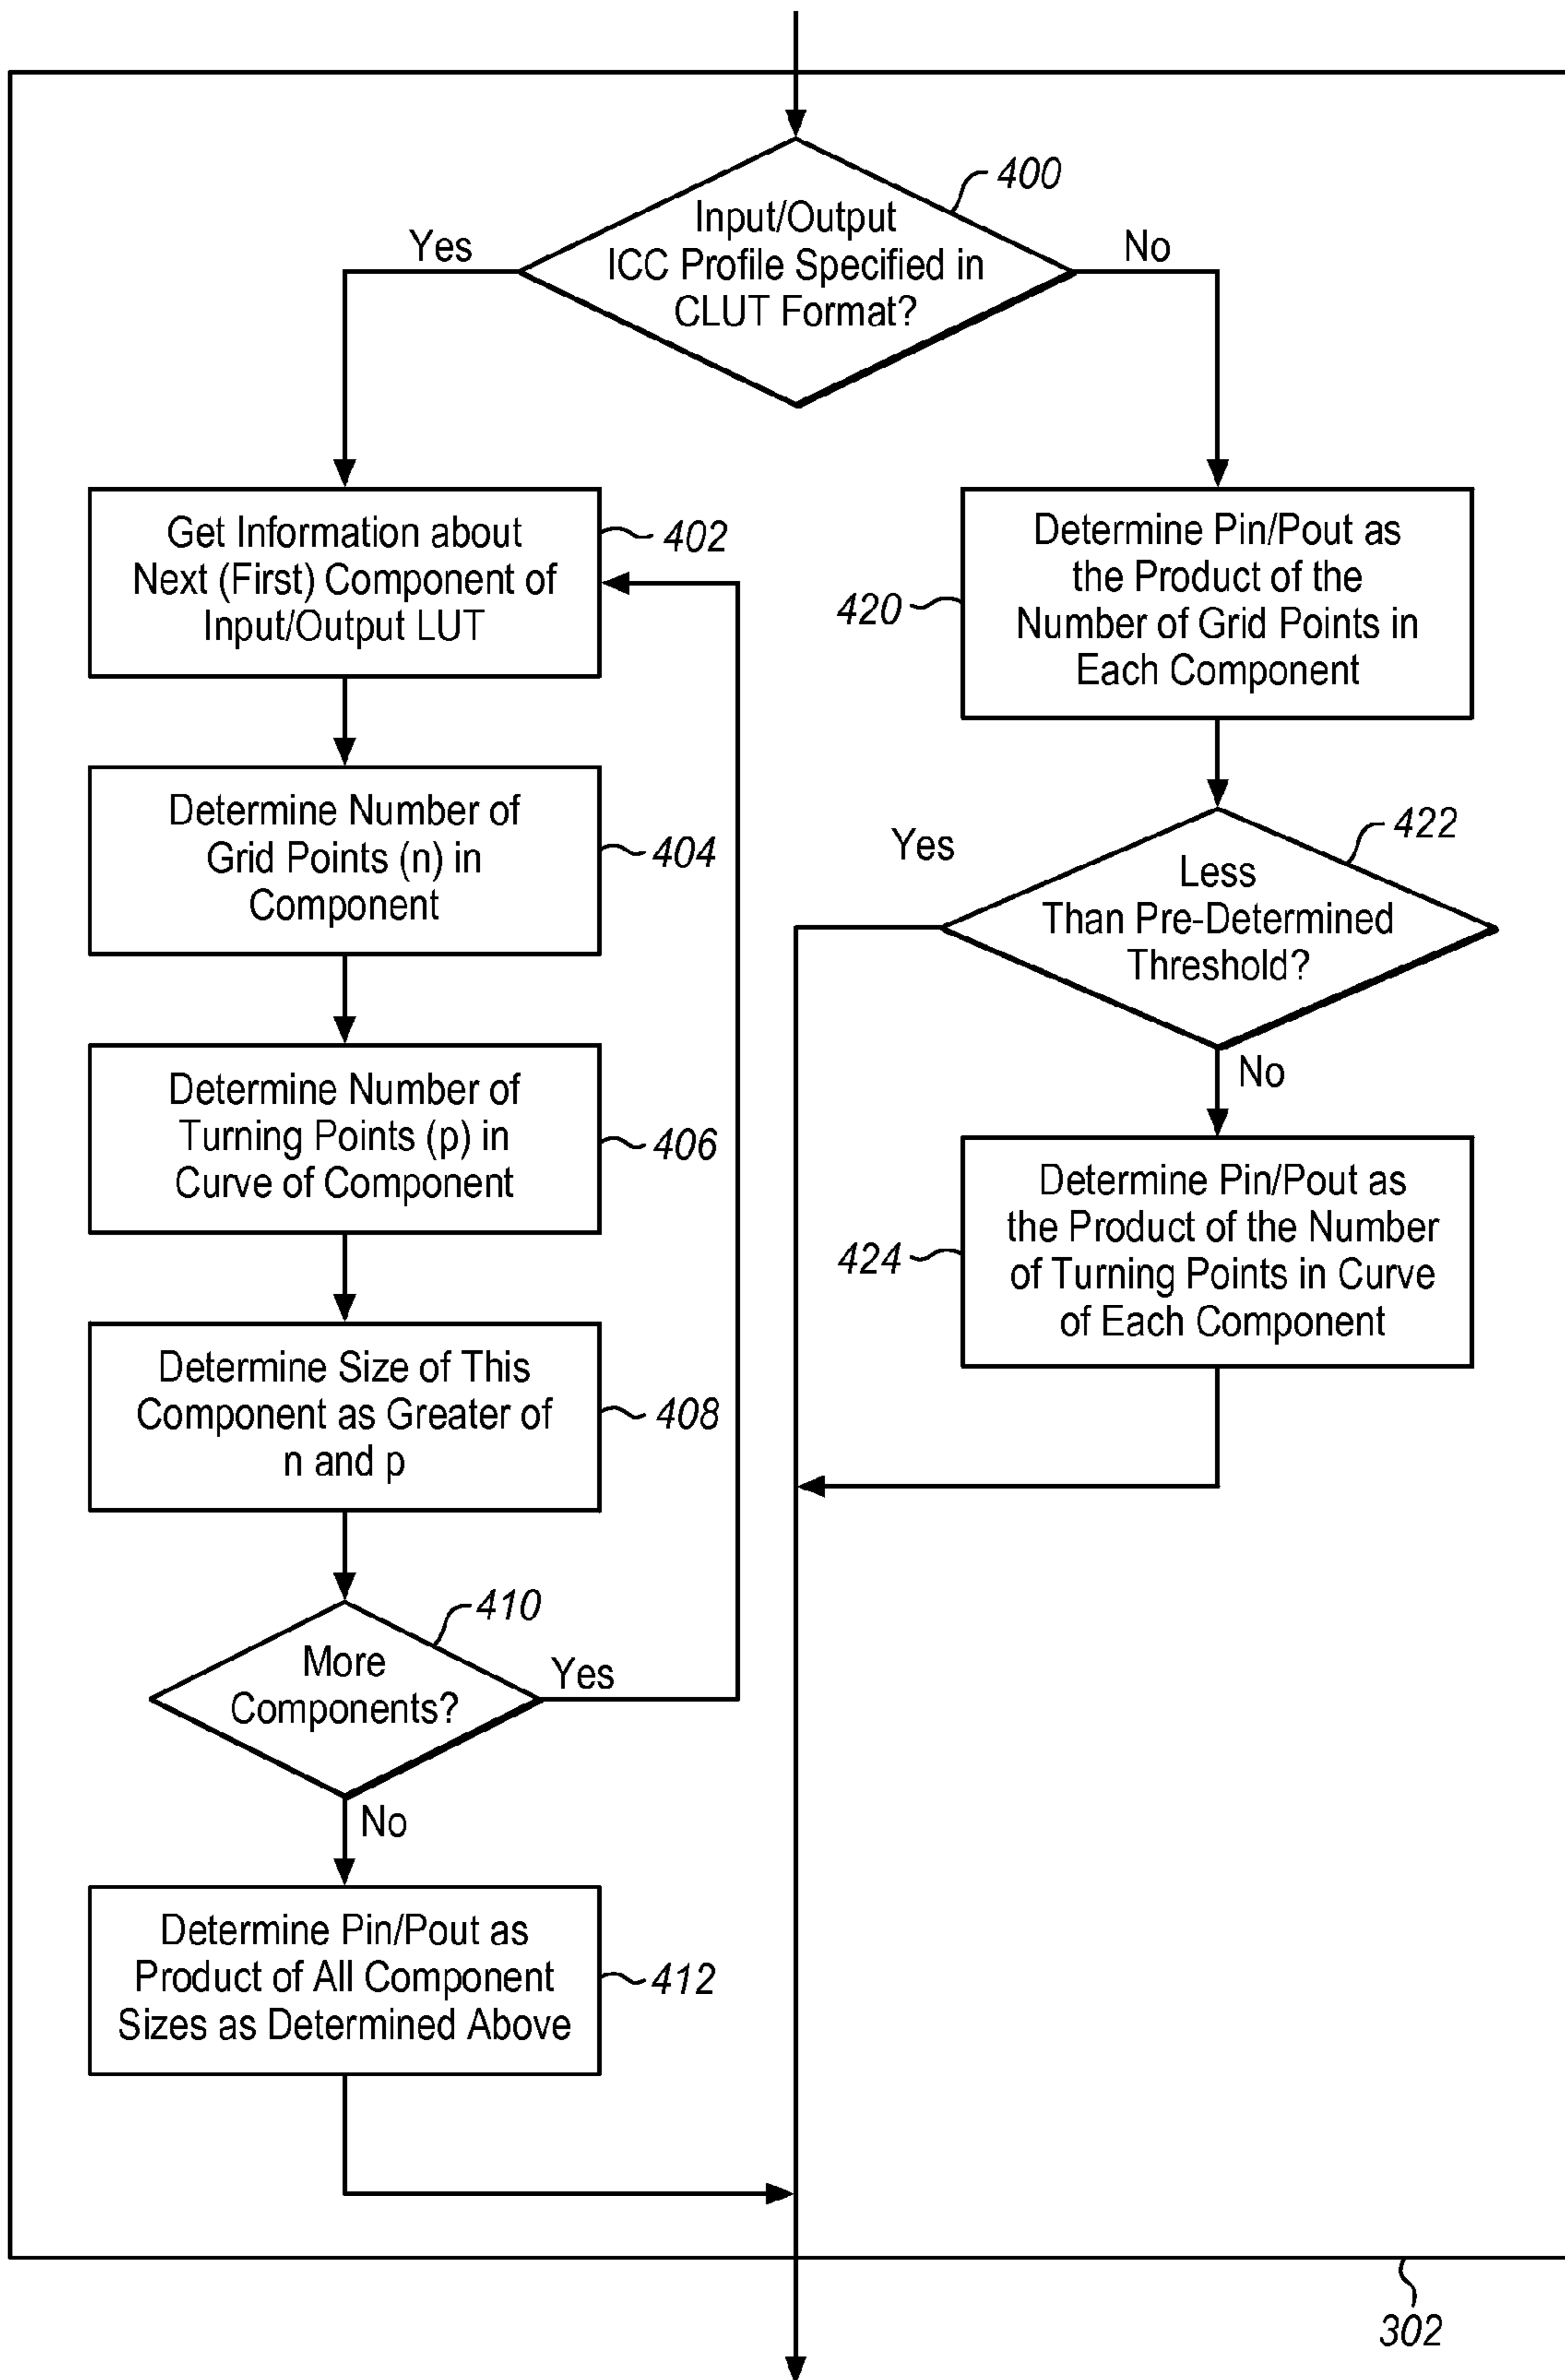 400
Input/Output
ICC Profile Specified in
CLUT Format?
Yes
No
Get Information about
Next (First) Component of
Input/Output LUT
402
Determine Number of
Grid Points (n) in
Component
404
Determine Number of
Turning Points (p) in
Curve of Component
406
Determine Size of This
Component as Greater of
n and p
408
410
More
Components?
Yes
No
Determine Pin/Pout as
Product of All Component
Sizes as Determined Above
412
Determine Pin/Pout as
the Product of the
Number of Grid Points in
Each Component
420
422
Yes
Less
Than Pre-Determined
Threshold?
No
Determine Pin/Pout as
the Product of the Number
of Turning Points in Curve
of Each Component
424
302